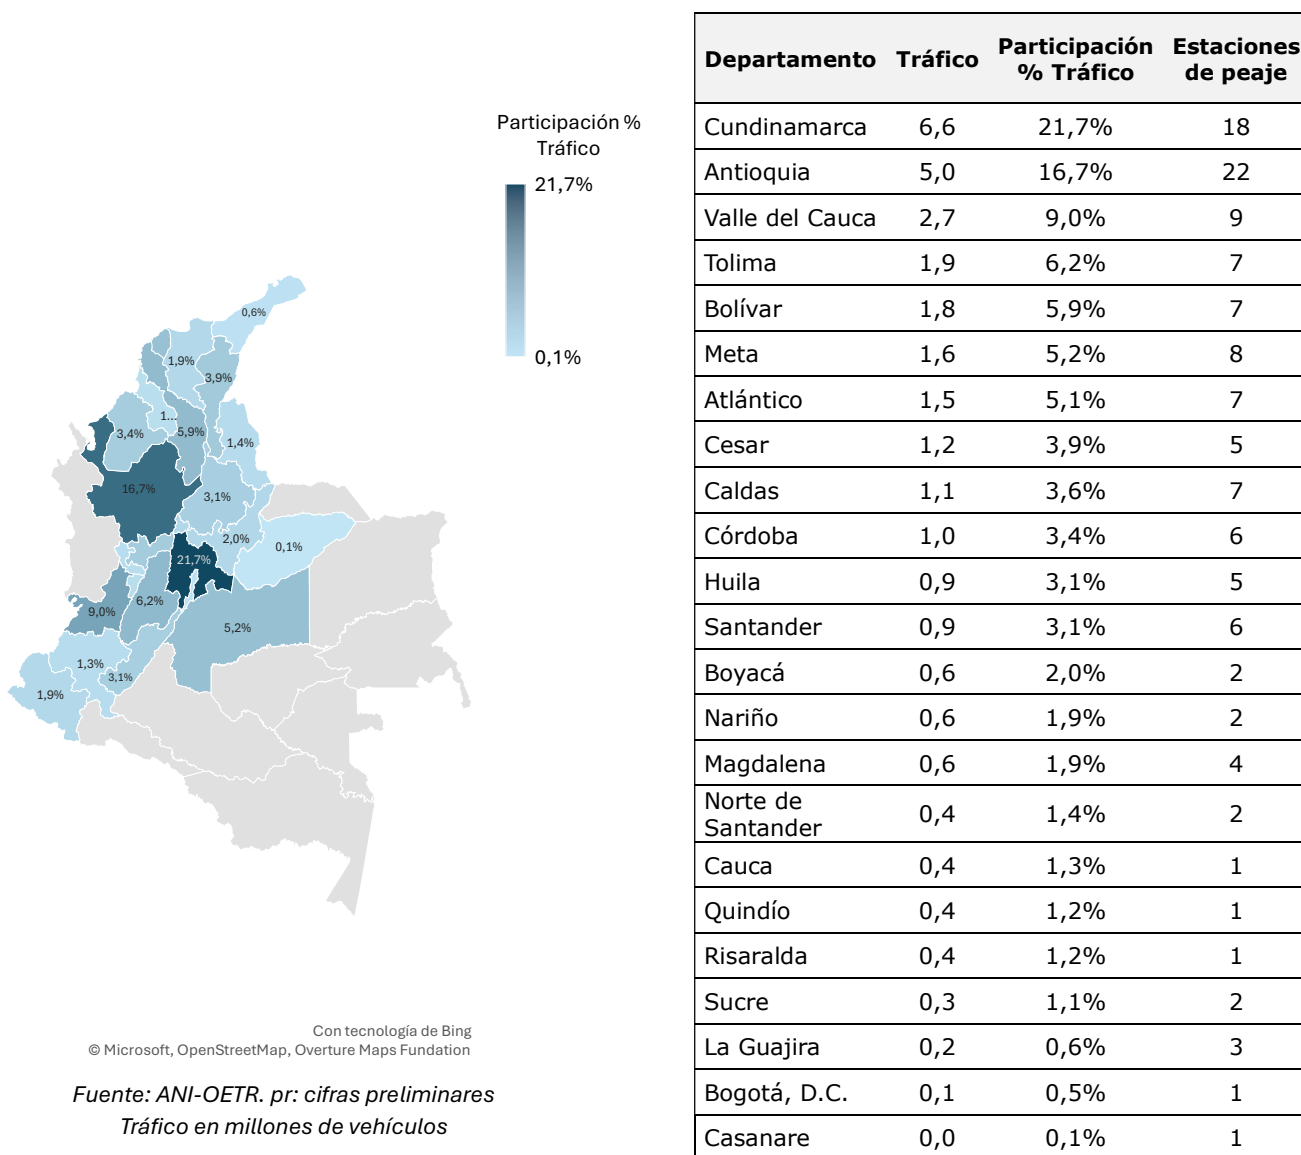 Participación %
Tráfico
21,7%
0,1%
0,6%
1,9%
3,9%
1...
5,9%
3,4%
1,4%
16,7%
3,1%
2,0%
0,1%
21,7%
6,2%
9,0%
5,2%
1,3%
3,1%
1,9%
Con tecnología de Bing
© Microsoft, OpenStreetMap, Overture Maps Fundation
Fuente: ANI-OETR. pr: cifras preliminares
Tráfico en millones de vehículos
Departamento Tráfico Participación % Tráfico Estaciones de peaje
Cundinamarca 6,6 21,7% 18
Antioquia 5,0 16,7% 22
Valle del Cauca 2,7 9,0% 9
Tolima 1,9 6,2% 7
Bolívar 1,8 5,9% 7
Meta 1,6 5,2% 8
Atlántico 1,5 5,1% 7
Cesar 1,2 3,9% 5
Caldas 1,1 3,6% 7
Córdoba 1,0 3,4% 6
Huila 0,9 3,1% 5
Santander 0,9 3,1% 6
Boyacá 0,6 2,0% 2
Nariño 0,6 1,9% 2
Magdalena 0,6 1,9% 4
Norte de Santander 0,4 1,4% 2
Cauca 0,4 1,3% 1
Quindío 0,4 1,2% 1
Risaralda 0,4 1,2% 1
Sucre 0,3 1,1% 2
La Guajira 0,2 0,6% 3
Bogotá, D.C. 0,1 0,5% 1
Casanare 0,0 0,1% 1